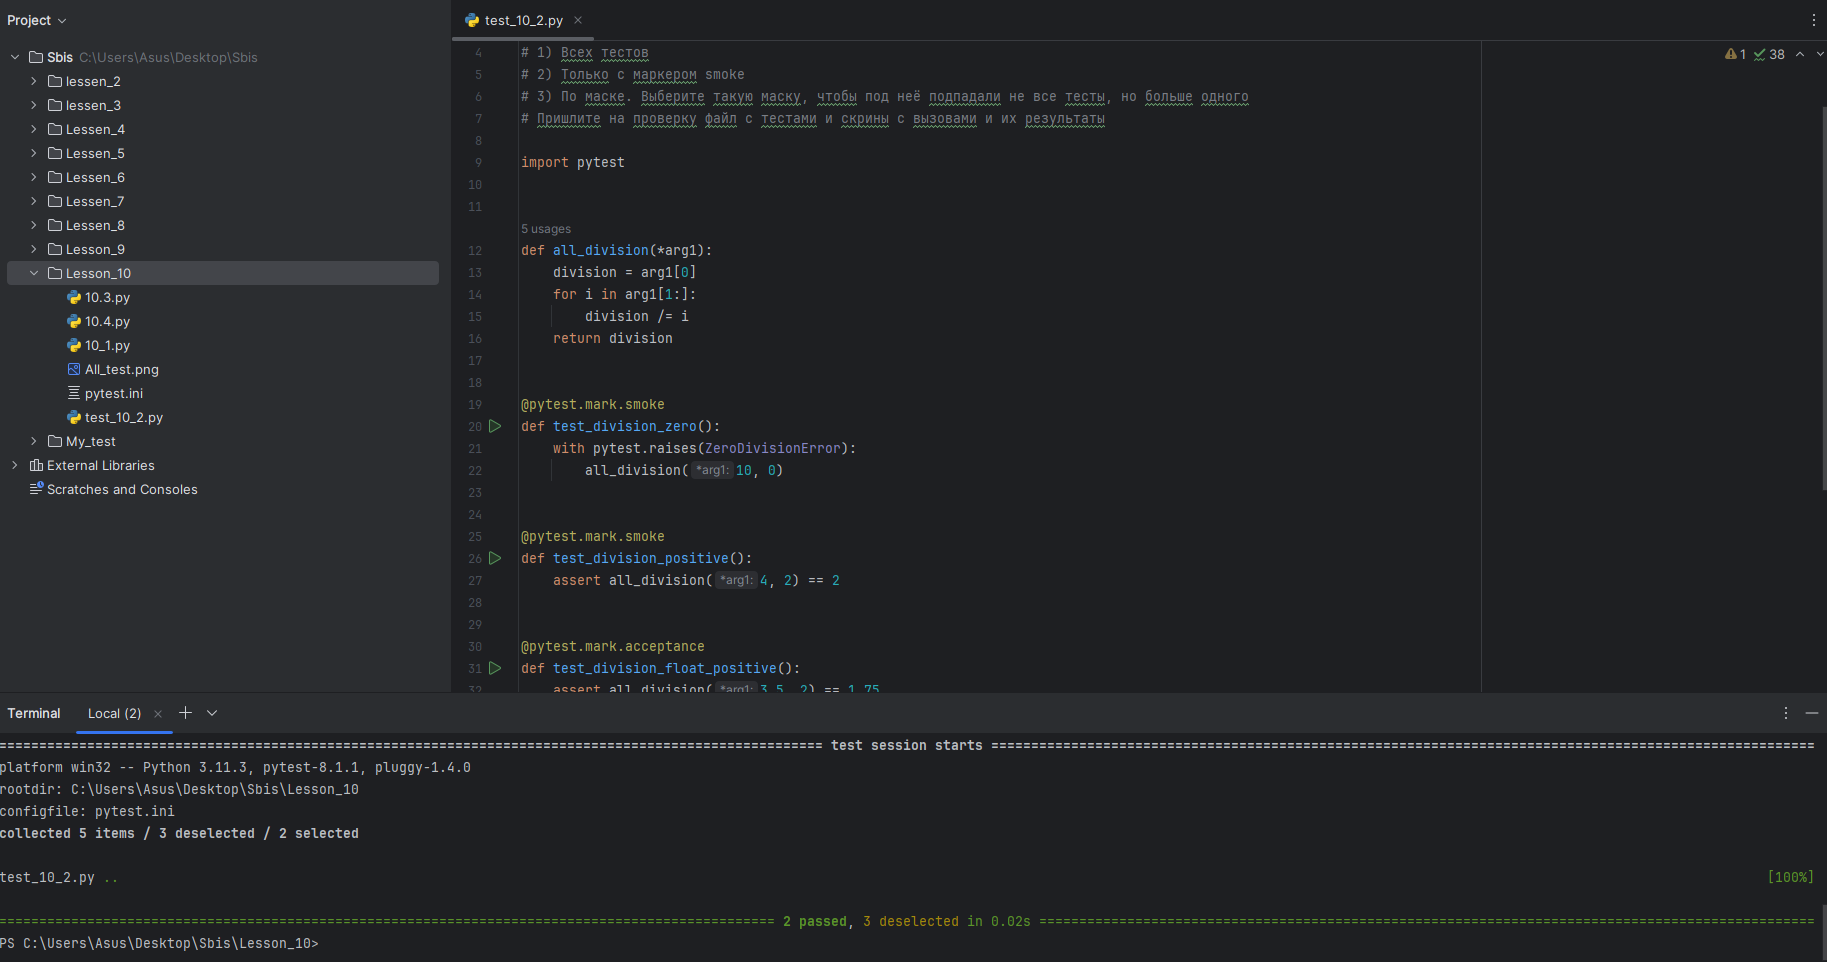 Project
Sbis C:\Users\Asus\Desktop\Sbis
lessen_2
lessen_3
Lessen_4
Lessen_5
Lessen_6
Lessen_7
Lessen_8
Lesson_9
Lesson_10
10.3.py
10.4.py
10_1.py
All_test.png
pytest.ini
test_10_2.py
My_test
External Libraries
Scratches and Consoles
test_10_2.py
1 38
4 # 1) Всех тестов
5 # 2) Только с маркером smoke
6 # 3) По маске. Выберите такую маску, чтобы под неё подпадали не все тесты, но больше одного
7 # Пришлите на проверку файл с тестами и скрины с вызовами и их результаты
8
9 import pytest
10
11
5 usages
12 def all_division(*arg1):
13 division = arg1[0]
14 for i in arg1[1:]:
15 division /= i
16 return division
17
18
19 @pytest.mark.smoke
20 def test_division_zero():
21 with pytest.raises(ZeroDivisionError):
22 all_division( *arg1: 10, 0)
23
24
25 @pytest.mark.smoke
26 def test_division_positive():
27 assert all_division( *arg1: 4, 2) == 2
28
29
30 @pytest.mark.acceptance
31 def test_division_float_positive():
32 assert all_division( *arg1: 3.5, 2) == 1.75
Terminal Local (2)
test session starts
platform win32 -- Python 3.11.3, pytest-8.1.1, pluggy-1.4.0
rootdir: C:\Users\Asus\Desktop\Sbis\Lesson_10
configfile: pytest.ini
collected 5 items / 3 deselected / 2 selected
test_10_2.py .. [100%]
2 passed, 3 deselected in 0.02s
PS C:\Users\Asus\Desktop\Sbis\Lesson_10>